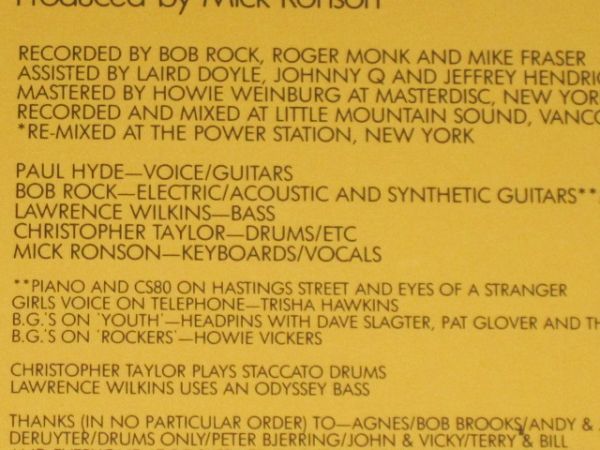 Produced by Mick Ronson
RECORDED BY BOB ROCK, ROGER MONK AND MIKE FRASER
ASSISTED BY LAIRD DOYLE, JOHNNY Q AND JEFFREY HENDRI
MASTERED BY HOWIE WEINBURG AT MASTERDISC, NEW YOR
RECORDED AND MIXED AT LITTLE MOUNTAIN SOUND, VANCO
*RE-MIXED AT THE POWER STATION, NEW YORK
PAUL HYDE—VOICE/GUITARS
BOB ROCK—ELECTRIC/ACOUSTIC AND SYNTHETIC GUITARS**
LAWRENCE WILKINS—BASS
CHRISTOPHER TAYLOR—DRUMS/ETC
MICK RONSON—KEYBOARDS/VOCALS
**PIANO AND CS80 ON HASTINGS STREET AND EYES OF A STRANGER
GIRLS VOICE ON TELEPHONE—TRISHA HAWKINS
B.G.'S ON 'YOUTH'—HEADPINS WITH DAVE SLAGTER, PAT GLOVER AND TH
B.G.'S ON 'ROCKERS'—HOWIE VICKERS
CHRISTOPHER TAYLOR PLAYS STACCATO DRUMS
LAWRENCE WILKINS USES AN ODYSSEY BASS
THANKS (IN NO PARTICULAR ORDER) TO—AGNES/BOB BROOKS/ANDY &
DERUYTER/DRUMS ONLY/PETER BJERRING/JOHN & VICKY/TERRY & BILL